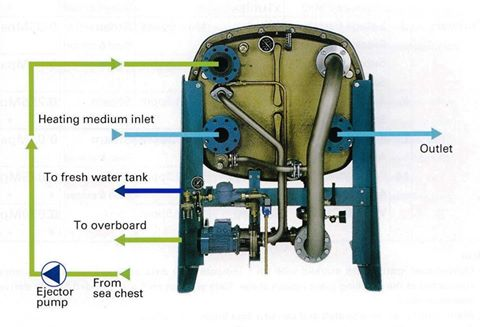 Heating medium inlet
Outlet
To fresh water tank
To overboard
From
sea chest
Ejector
pump